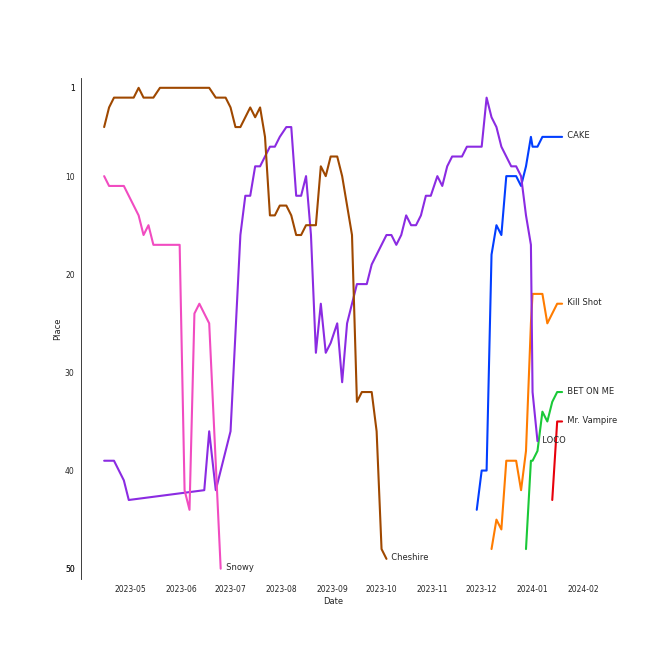 1
10
20
30
40
50
Place
CAKE
Kill Shot
BET ON ME
Mr. Vampire
LOCO
Cheshire
Snowy
2023-05
2023-06
2023-07
2023-08
2023-09
2023-10
2023-11
2023-12
2024-01
2024-02
Date